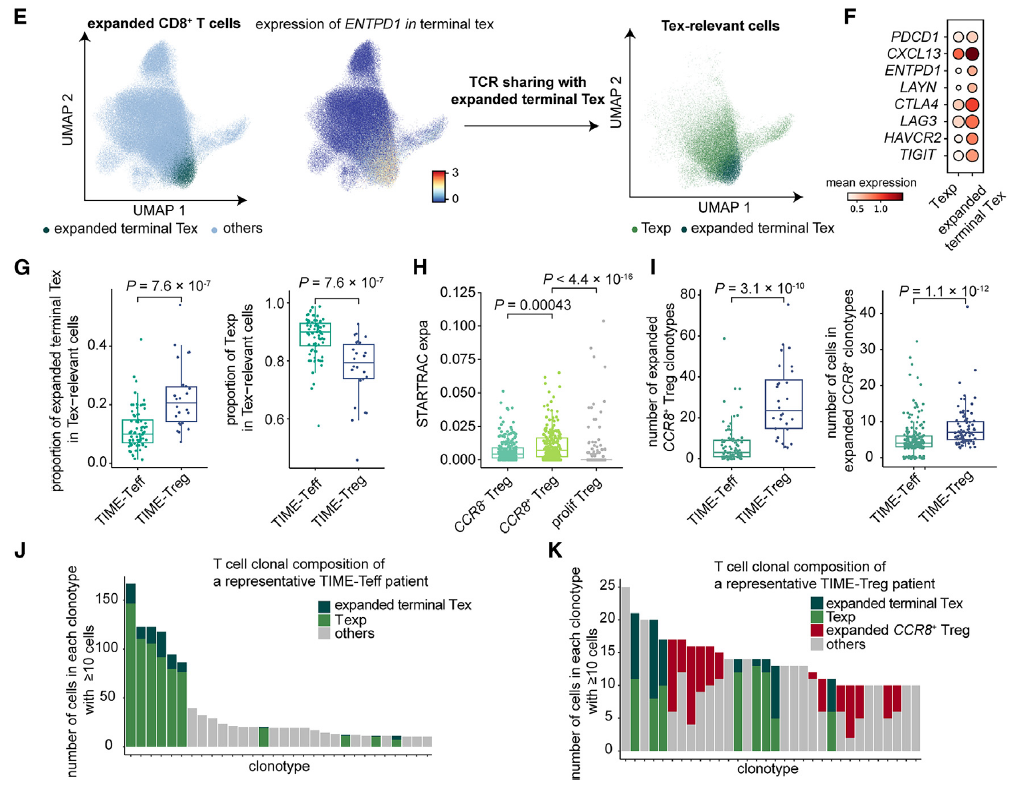 E
expanded CD8⁺ T cells
expression of ENTPD1 in terminal tex
UMAP 2
UMAP 1
3
0
expanded terminal Tex
others
TCR sharing with
expanded terminal Tex
Tex-relevant cells
UMAP 2
UMAP 1
Texp
expanded terminal Tex
F
PDCD1
CXCL13
ENTPD1
LAYN
CTLA4
LAG3
HAVCR2
TIGIT
mean expression
0.5 1.0
Texp
expanded
terminal Tex
G
P = 7.6 × 10⁻⁷
proportion of expanded terminal Tex
in Tex-relevant cells
0.4
0.2
0.0
TIME-Teff
TIME-Treg
P = 7.6 × 10⁻⁷
proportion of Texp
in Tex-relevant cells
1.0
0.8
0.6
TIME-Teff
TIME-Treg
H
P < 4.4 × 10⁻¹⁶
P = 0.00043
STARTRAC expa
0.125
0.100
0.075
0.050
0.025
0.000
CCR8⁻ Treg
CCR8⁺ Treg
prolif Treg
I
P = 3.1 × 10⁻¹⁰
number of expanded
CCR8⁺ Treg clonotypes
80
60
40
20
0
TIME-Teff
TIME-Treg
P = 1.1 × 10⁻¹²
number of cells in
expanded CCR8⁺ clonotypes
40
30
20
10
0
TIME-Teff
TIME-Treg
J
T cell clonal composition of
a representative TIME-Teff patient
expanded terminal Tex
Texp
others
number of cells in each clonotype
with ≥10 cells
150
100
50
0
clonotype
K
T cell clonal composition of
a representative TIME-Treg patient
expanded terminal Tex
Texp
expanded CCR8⁺ Treg
others
number of cells in each clonotype
with ≥10 cells
25
20
15
10
5
0
clonotype